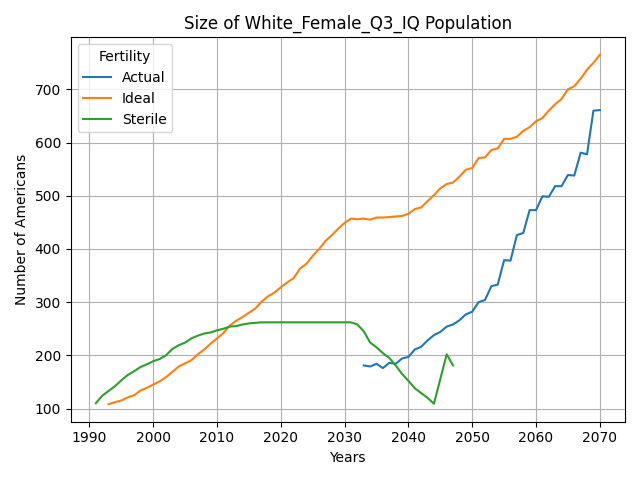 Size of White_Female_Q3_IQ Population
Fertility
Actual
Ideal
Sterile
Number of Americans
700
600
500
400
300
200
100
1990 2000 2010 2020 2030 2040 2050 2060 2070
Years